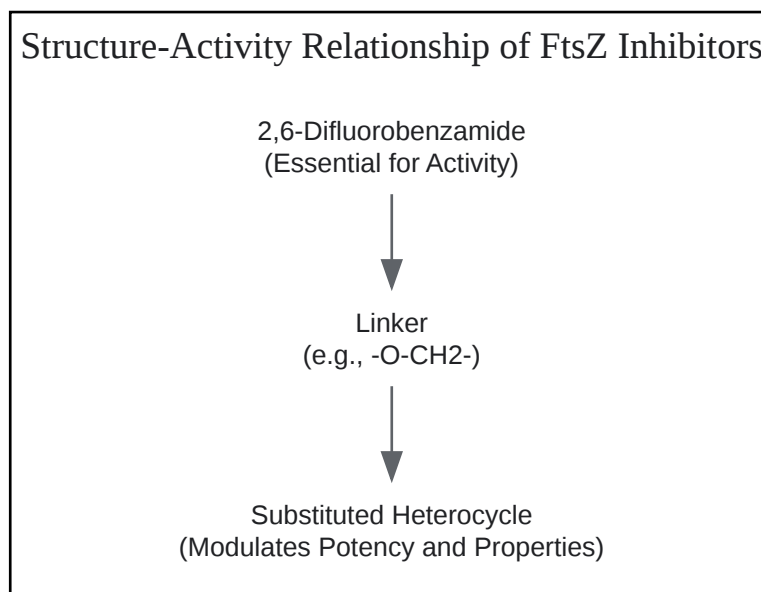 Structure-Activity Relationship of FtsZ Inhibitors
2,6-Difluorobenzamide
(Essential for Activity)
Linker
(e.g., -O-CH2-)
Substituted Heterocycle
(Modulates Potency and Properties)